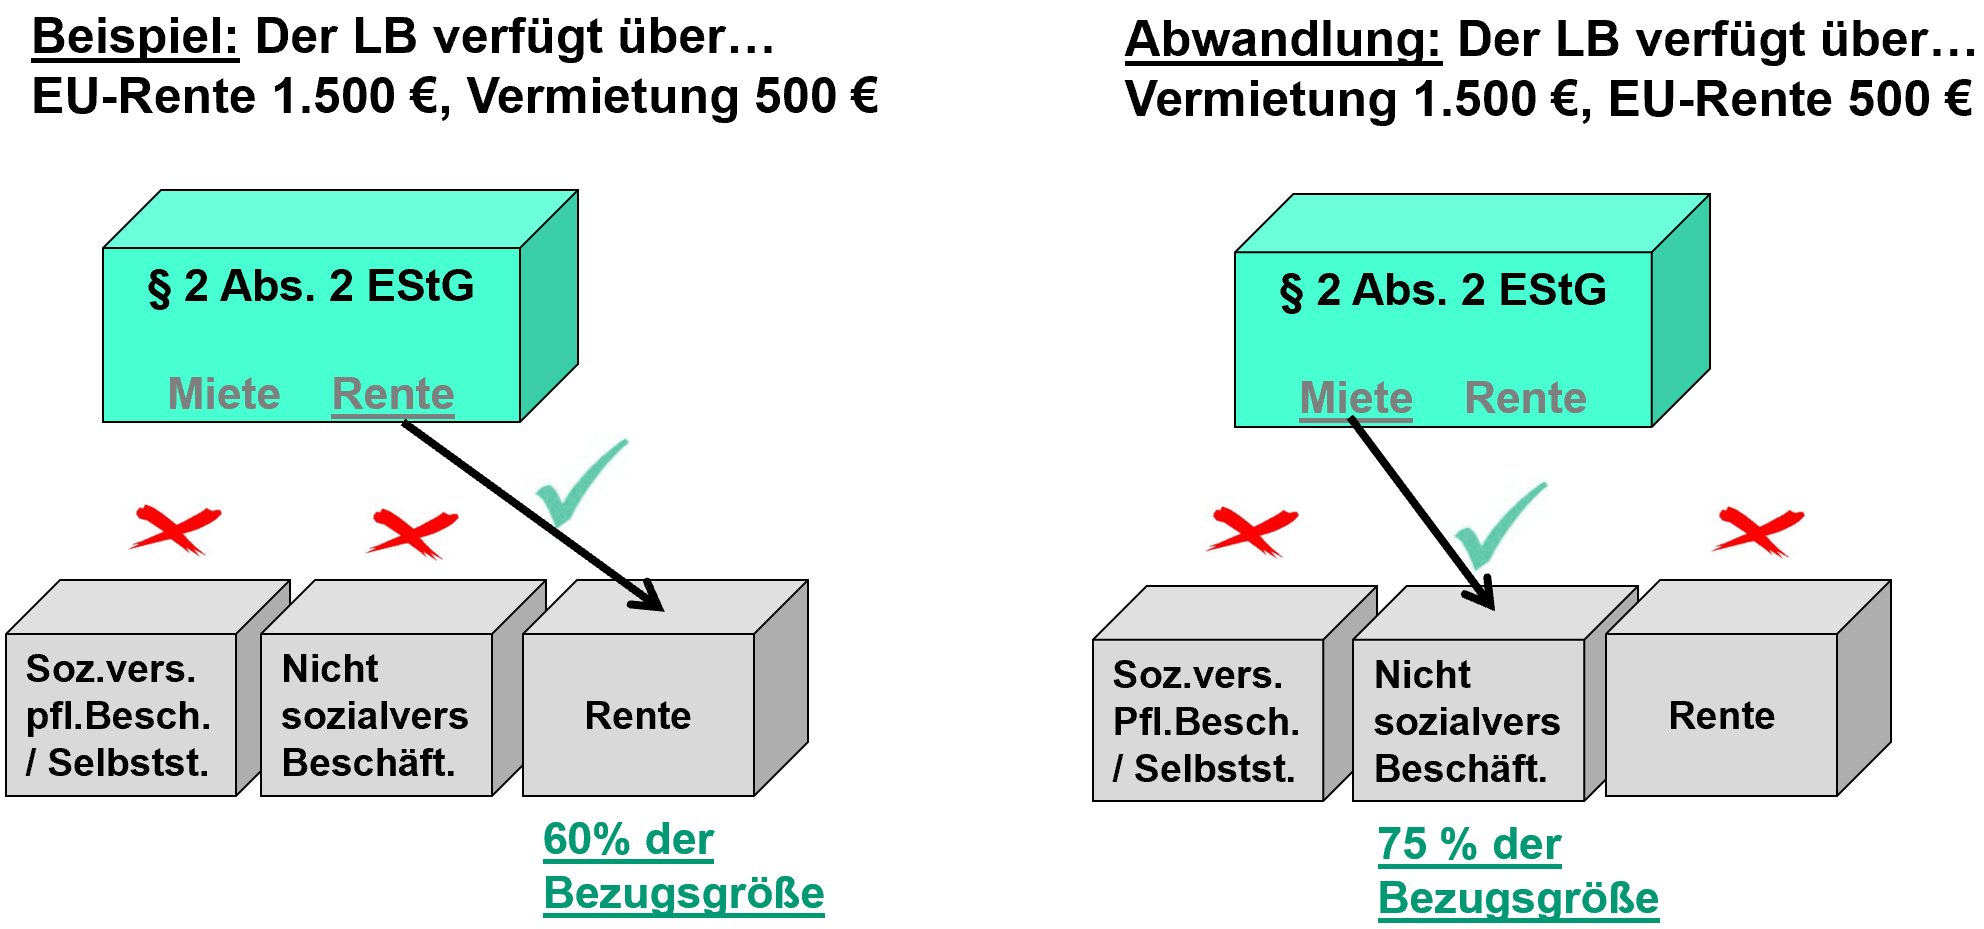 Beispiel: Der LB verfügt über…
EU-Rente 1.500 €, Vermietung 500 €
§ 2 Abs. 2 EStG
Miete Rente
Soz.vers.
pfl.Besch.
/ Selbstst.
Nicht
sozialvers
Beschäft.
Rente
60% der
Bezugsgröße
Abwandlung: Der LB verfügt über…
Vermietung 1.500 €, EU-Rente 500 €
§ 2 Abs. 2 EStG
Miete Rente
Soz.vers.
Pfl.Besch.
/ Selbstst.
Nicht
sozialvers
Beschäft.
Rente
75 % der
Bezugsgröße